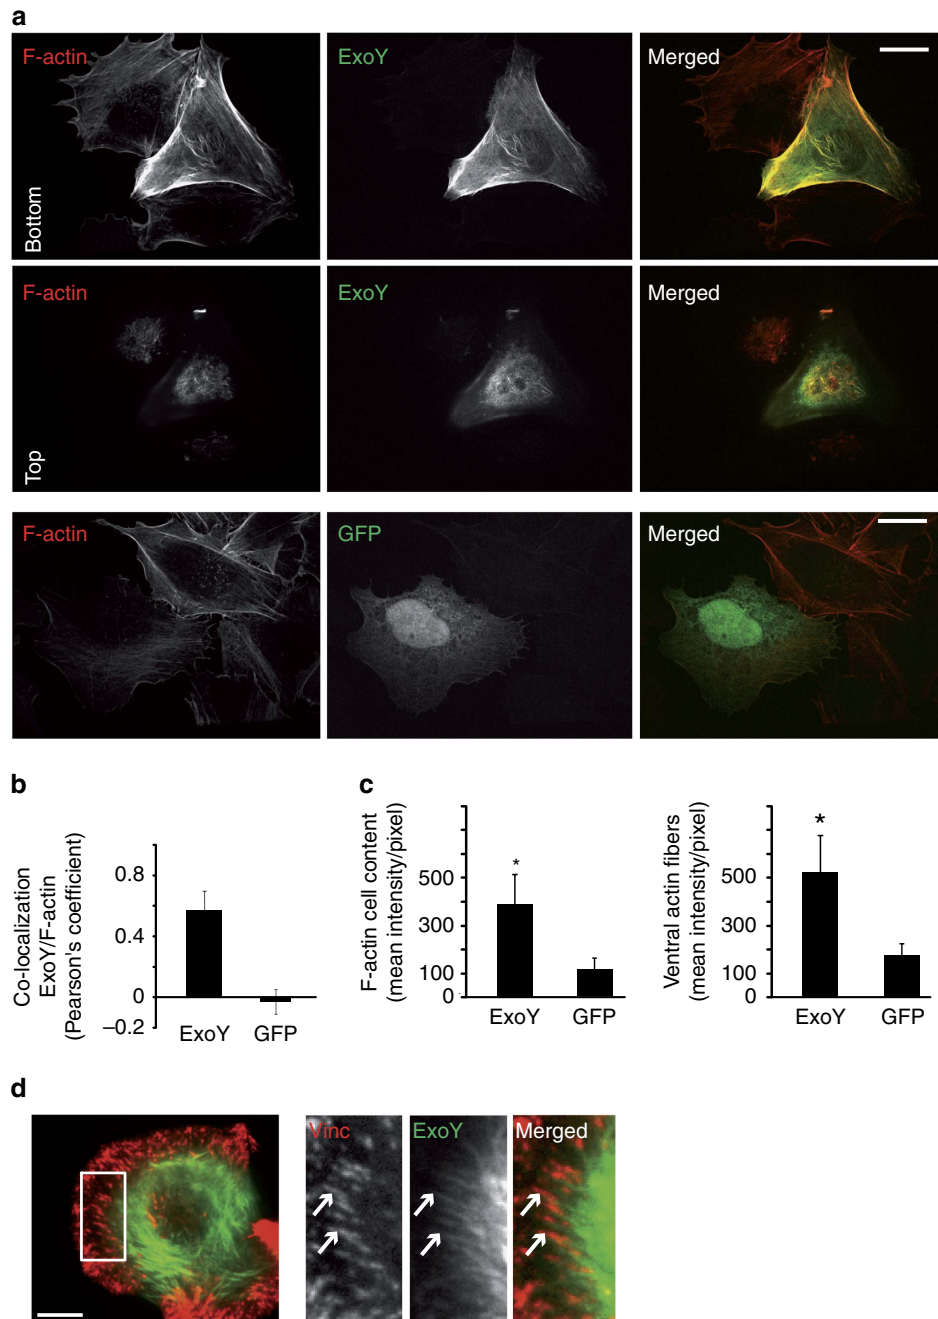 a
F-actin
ExoY
Merged
Bottom
F-actin
ExoY
Merged
Top
F-actin
GFP
Merged
b
Co-localization
ExoY/F-actin
(Pearson's coefficient)
0.8
0.4
0
–0.2
ExoY
GFP
c
F-actin cell content
(mean intensity/pixel)
500
300
100
0
*
ExoY
GFP
Ventral actin fibers
(mean intensity/pixel)
500
300
100
0
*
ExoY
GFP
d
Vinc
ExoY
Merged